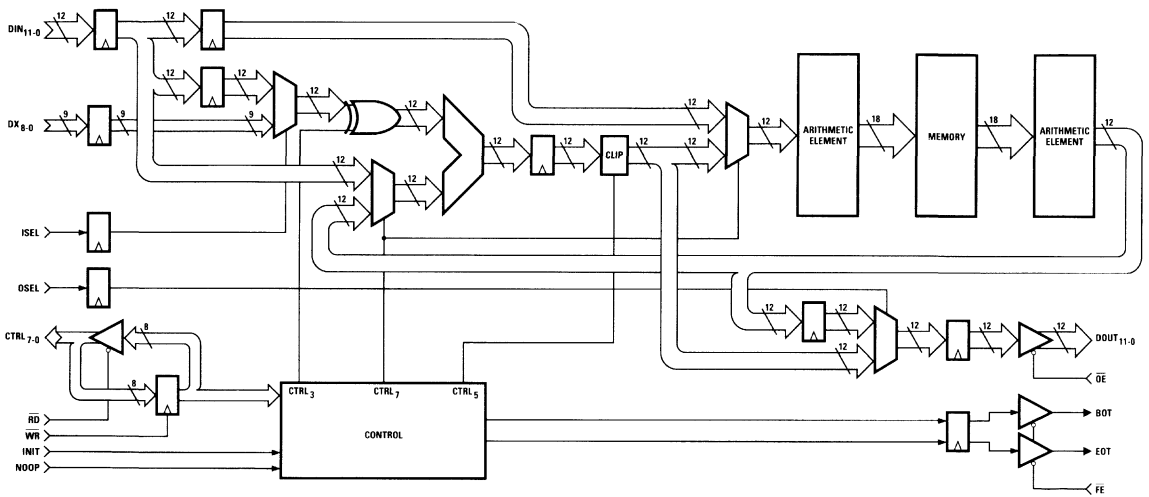 DIN11-0
12
12
12
12
12
12
12
DX8-0
9
9
12
12
12
12
12
12
12
CLIP
12
12
12
12
ARITHMETIC
ELEMENT
18
MEMORY
18
ARITHMETIC
ELEMENT
12
ISEL
OSEL
CTRL7-0
8
8
RD
WR
INIT
NOOP
CTRL3
CTRL7
CTRL5
CONTROL
12
12
12
12
12
12
DOUT11-0
OE
BOT
EOT
FE